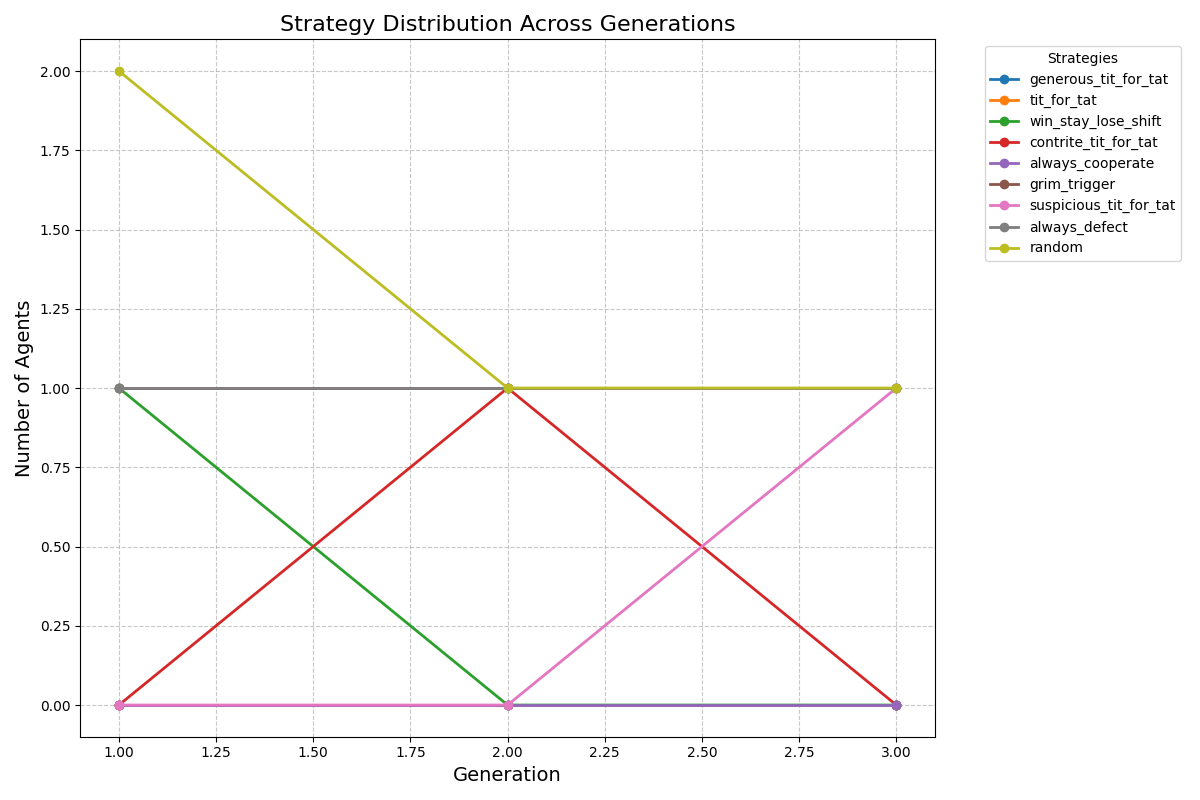 Strategy Distribution Across Generations
Number of Agents
2.00
1.75
1.50
1.25
1.00
0.75
0.50
0.25
0.00
1.00 1.25 1.50 1.75 2.00 2.25 2.50 2.75 3.00
Generation
Strategies
generous_tit_for_tat
tit_for_tat
win_stay_lose_shift
contrite_tit_for_tat
always_cooperate
grim_trigger
suspicious_tit_for_tat
always_defect
random